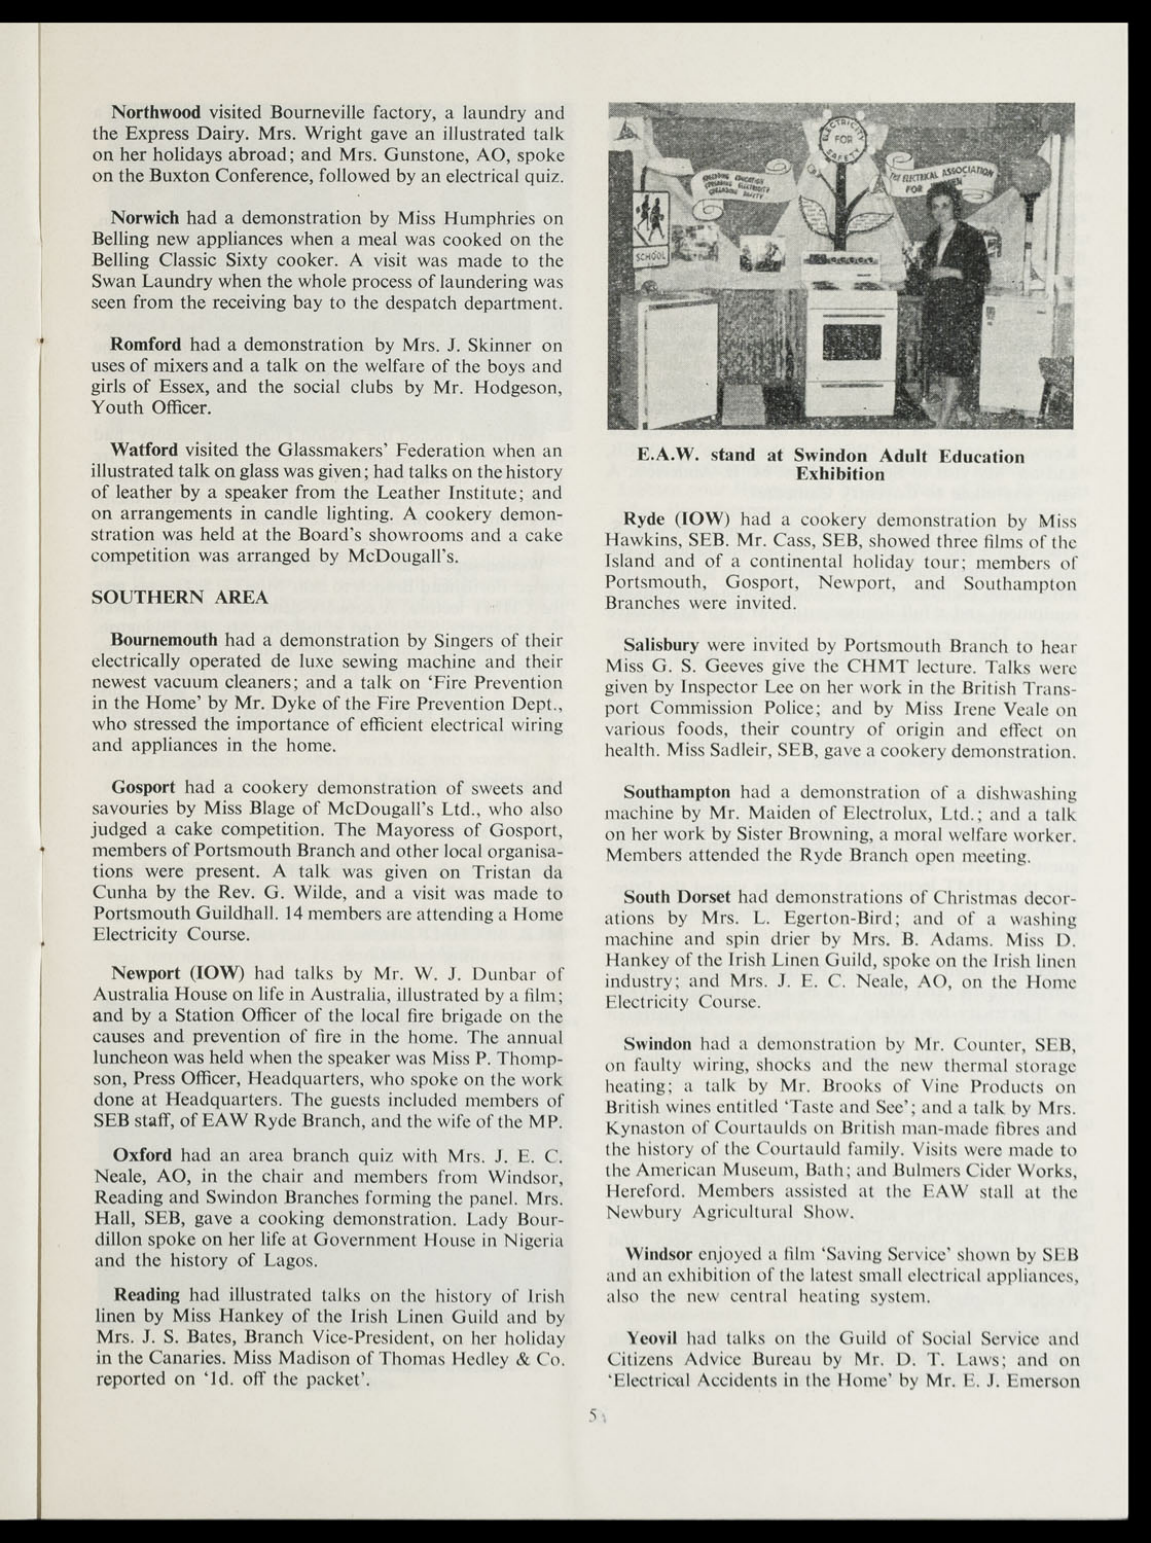 Northwood visited Bourneville factory, a laundry and
the Express Dairy. Mrs. Wright gave an illustrated talk
on her holidays abroad; and Mrs. Gunstone, AO, spoke
on the Buxton Conference, followed by an electrical quiz.
Norwich had a demonstration by Miss Humphries on
Belling new appliances when a meal was cooked on the
Belling Classic Sixty cooker. A visit was made to the
Swan Laundry when the whole process of laundering was
seen from the receiving bay to the despatch department.
Romford had a demonstration by Mrs. J. Skinner on
uses of mixers and a talk on the welfare of the boys and
girls of Essex, and the social clubs by Mr. Hodgeson,
Youth Officer.
Watford visited the Glassmakers' Federation when an
illustrated talk on glass was given; had talks on the history
of leather by a speaker from the Leather Institute; and
on arrangements in candle lighting. A cookery demon-
stration was held at the Board's showrooms and a cake
competition was arranged by McDougall's.
SOUTHERN AREA
Bournemouth had a demonstration by Singers of their
electrically operated de luxe sewing machine and their
newest vacuum cleaners; and a talk on ‘Fire Prevention
in the Home’ by Mr. Dyke of the Fire Prevention Dept.,
who stressed the importance of efficient electrical wiring
and appliances in the home.
Gosport had a cookery demonstration of sweets and
savouries by Miss Blage of McDougall's Ltd., who also
judged a cake competition. The Mayoress of Gosport,
members of Portsmouth Branch and other local organisa-
tions were present. A talk was given on Tristan da
Cunha by the Rev. G. Wilde, and a visit was made to
Portsmouth Guildhall. 14 members are attending a Home
Electricity Course.
Newport (IOW) had talks by Mr. W. J. Dunbar of
Australia House on life in Australia, illustrated by a film;
and by a Station Officer of the local fire brigade on the
causes and prevention of fire in the home. The annual
luncheon was held when the speaker was Miss P. Thomp-
son, Press Officer, Headquarters, who spoke on the work
done at Headquarters. The guests included members of
SEB staff, of EAW Ryde Branch, and the wife of the MP.
Oxford had an area branch quiz with Mrs. J. E. C.
Neale, AO, in the chair and members from Windsor,
Reading and Swindon Branches forming the panel. Mrs.
Hall, SEB, gave a cooking demonstration. Lady Bour-
dillon spoke on her life at Government House in Nigeria
and the history of Lagos.
Reading had illustrated talks on the history of Irish
linen by Miss Hankey of the Irish Linen Guild and by
Mrs. J. S. Bates, Branch Vice-President, on her holiday
in the Canaries. Miss Madison of Thomas Hedley & Co.
reported on ‘1d. off the packet’.
ELECTRICITY
FOR
SAFETY
THE ELECTRICAL ASSOCIATION
FOR WOMEN
SCHOOL
E.A.W. stand at Swindon Adult Education
Exhibition
Ryde (IOW) had a cookery demonstration by Miss
Hawkins, SEB. Mr. Cass, SEB, showed three films of the
Island and of a continental holiday tour; members of
Portsmouth, Gosport, Newport, and Southampton
Branches were invited.
Salisbury were invited by Portsmouth Branch to hear
Miss G. S. Geeves give the CHMT lecture. Talks were
given by Inspector Lee on her work in the British Trans-
port Commission Police; and by Miss Irene Veale on
various foods, their country of origin and effect on
health. Miss Sadleir, SEB, gave a cookery demonstration.
Southampton had a demonstration of a dishwashing
machine by Mr. Maiden of Electrolux, Ltd.; and a talk
on her work by Sister Browning, a moral welfare worker.
Members attended the Ryde Branch open meeting.
South Dorset had demonstrations of Christmas decor-
ations by Mrs. L. Egerton-Bird; and of a washing
machine and spin drier by Mrs. B. Adams. Miss D.
Hankey of the Irish Linen Guild, spoke on the Irish linen
industry; and Mrs. J. E. C. Neale, AO, on the Home
Electricity Course.
Swindon had a demonstration by Mr. Counter, SEB,
on faulty wiring, shocks and the new thermal storage
heating; a talk by Mr. Brooks of Vine Products on
British wines entitled ‘Taste and See’; and a talk by Mrs.
Kynaston of Courtaulds on British man-made fibres and
the history of the Courtauld family. Visits were made to
the American Museum, Bath; and Bulmers Cider Works,
Hereford. Members assisted at the EAW stall at the
Newbury Agricultural Show.
Windsor enjoyed a film ‘Saving Service’ shown by SEB
and an exhibition of the latest small electrical appliances,
also the new central heating system.
Yeovil had talks on the Guild of Social Service and
Citizens Advice Bureau by Mr. D. T. Laws; and on
‘Electrical Accidents in the Home’ by Mr. E. J. Emerson